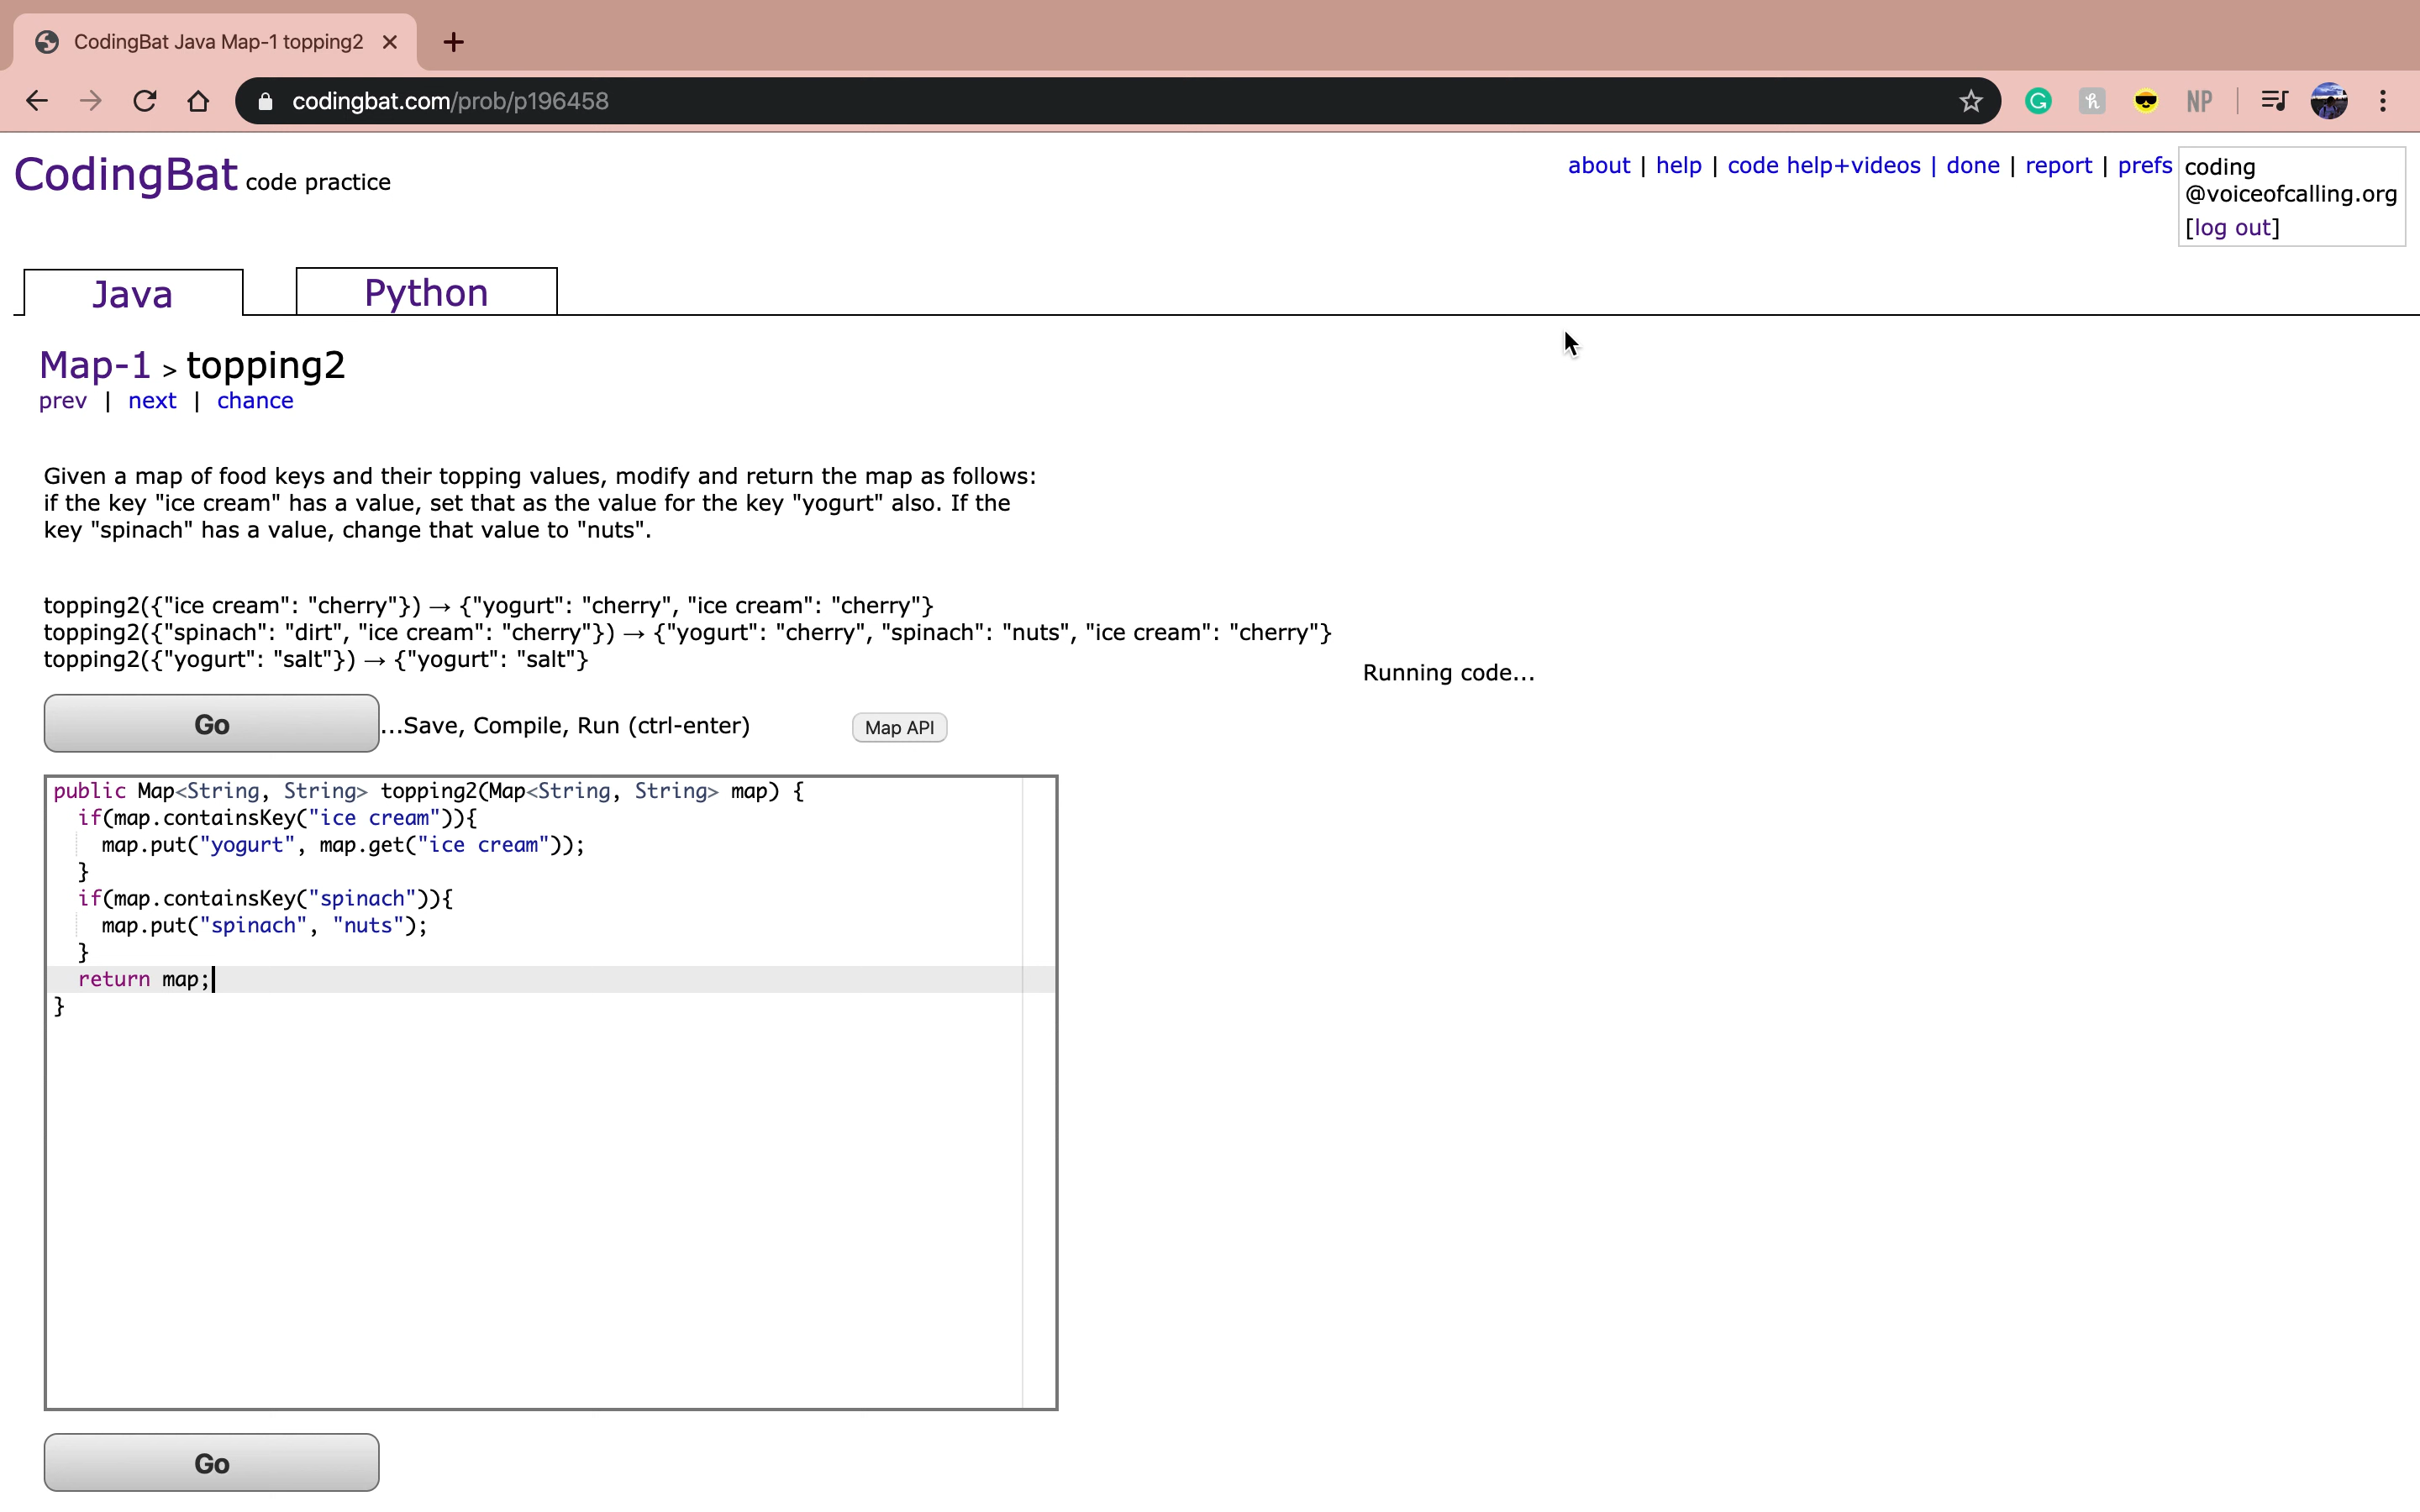 CodingBat Java Map-1 topping2
codingbat.com/prob/p196458
NP
CodingBat code practice
about | help | code help+videos | done | report | prefs
coding
@voiceofcalling.org
[log out]
Java
Python
Map-1 > topping2
prev | next | chance
Given a map of food keys and their topping values, modify and return the map as follows:
if the key "ice cream" has a value, set that as the value for the key "yogurt" also. If the
key "spinach" has a value, change that value to "nuts".
topping2({"ice cream": "cherry"}) → {"yogurt": "cherry", "ice cream": "cherry"}
topping2({"spinach": "dirt", "ice cream": "cherry"}) → {"yogurt": "cherry", "spinach": "nuts", "ice cream": "cherry"}
topping2({"yogurt": "salt"}) → {"yogurt": "salt"}
Running code...
Go
...Save, Compile, Run (ctrl-enter)
Map API
public Map<String, String> topping2(Map<String, String> map) {
  if(map.containsKey("ice cream")){
    map.put("yogurt", map.get("ice cream"));
  }
  if(map.containsKey("spinach")){
    map.put("spinach", "nuts");
  }
  return map;
}
Go